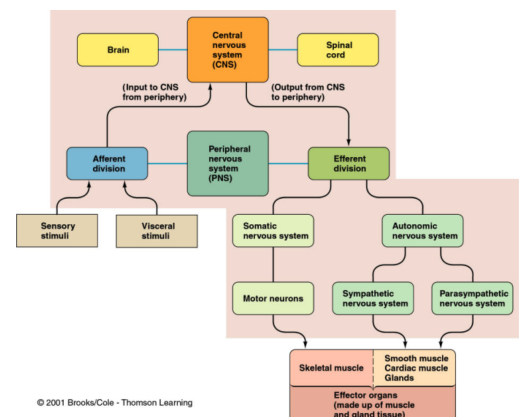 Central
nervous
system
(CNS)
Brain
Spinal
cord
(Input to CNS
from periphery)
(Output from CNS
to periphery)
Afferent
division
Peripheral
nervous
system
(PNS)
Efferent
division
Sensory
stimuli
Visceral
stimuli
Somatic
nervous system
Autonomic
nervous system
Motor neurons
Sympathetic
nervous system
Parasympathetic
nervous system
Skeletal muscle
Smooth muscle
Cardiac muscle
Glands
Effector organs
(made up of muscle
and gland tissue)
© 2001 Brooks/Cole - Thomson Learning